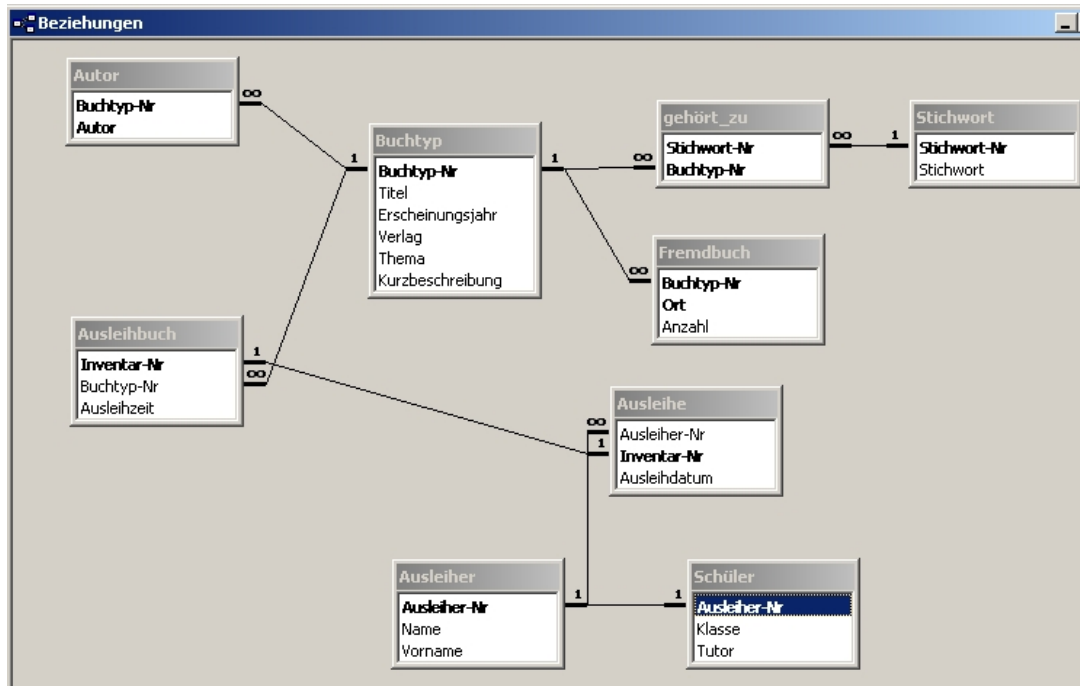 Beziehungen
Autor
Buchtyp-Nr
Autor
∞
Buchtyp
1
1
Buchtyp-Nr
Titel
Erscheinungsjahr
Verlag
Thema
Kurzbeschreibung
gehört_zu
∞
Stichwort-Nr
Buchtyp-Nr
∞
1
Stichwort
Stichwort-Nr
Stichwort
Fremdbuch
∞
Buchtyp-Nr
Ort
Anzahl
Ausleihbuch
Inventar-Nr
Buchtyp-Nr
Ausleihzeit
1
∞
Ausleihe
∞
1
Ausleiher-Nr
Inventar-Nr
Ausleihdatum
Ausleiher
Ausleiher-Nr
Name
Vorname
1
1
Schüler
Ausleiher-Nr
Klasse
Tutor